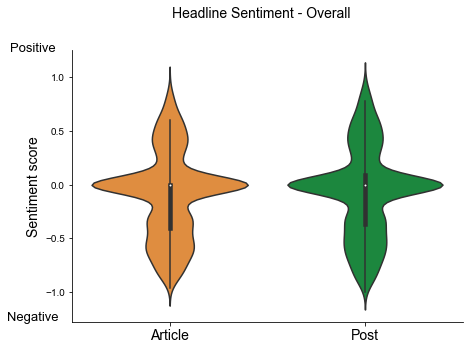 Headline Sentiment - Overall
Positive
1.0
0.5
0.0
−0.5
−1.0
Negative
Sentiment score
Article
Post